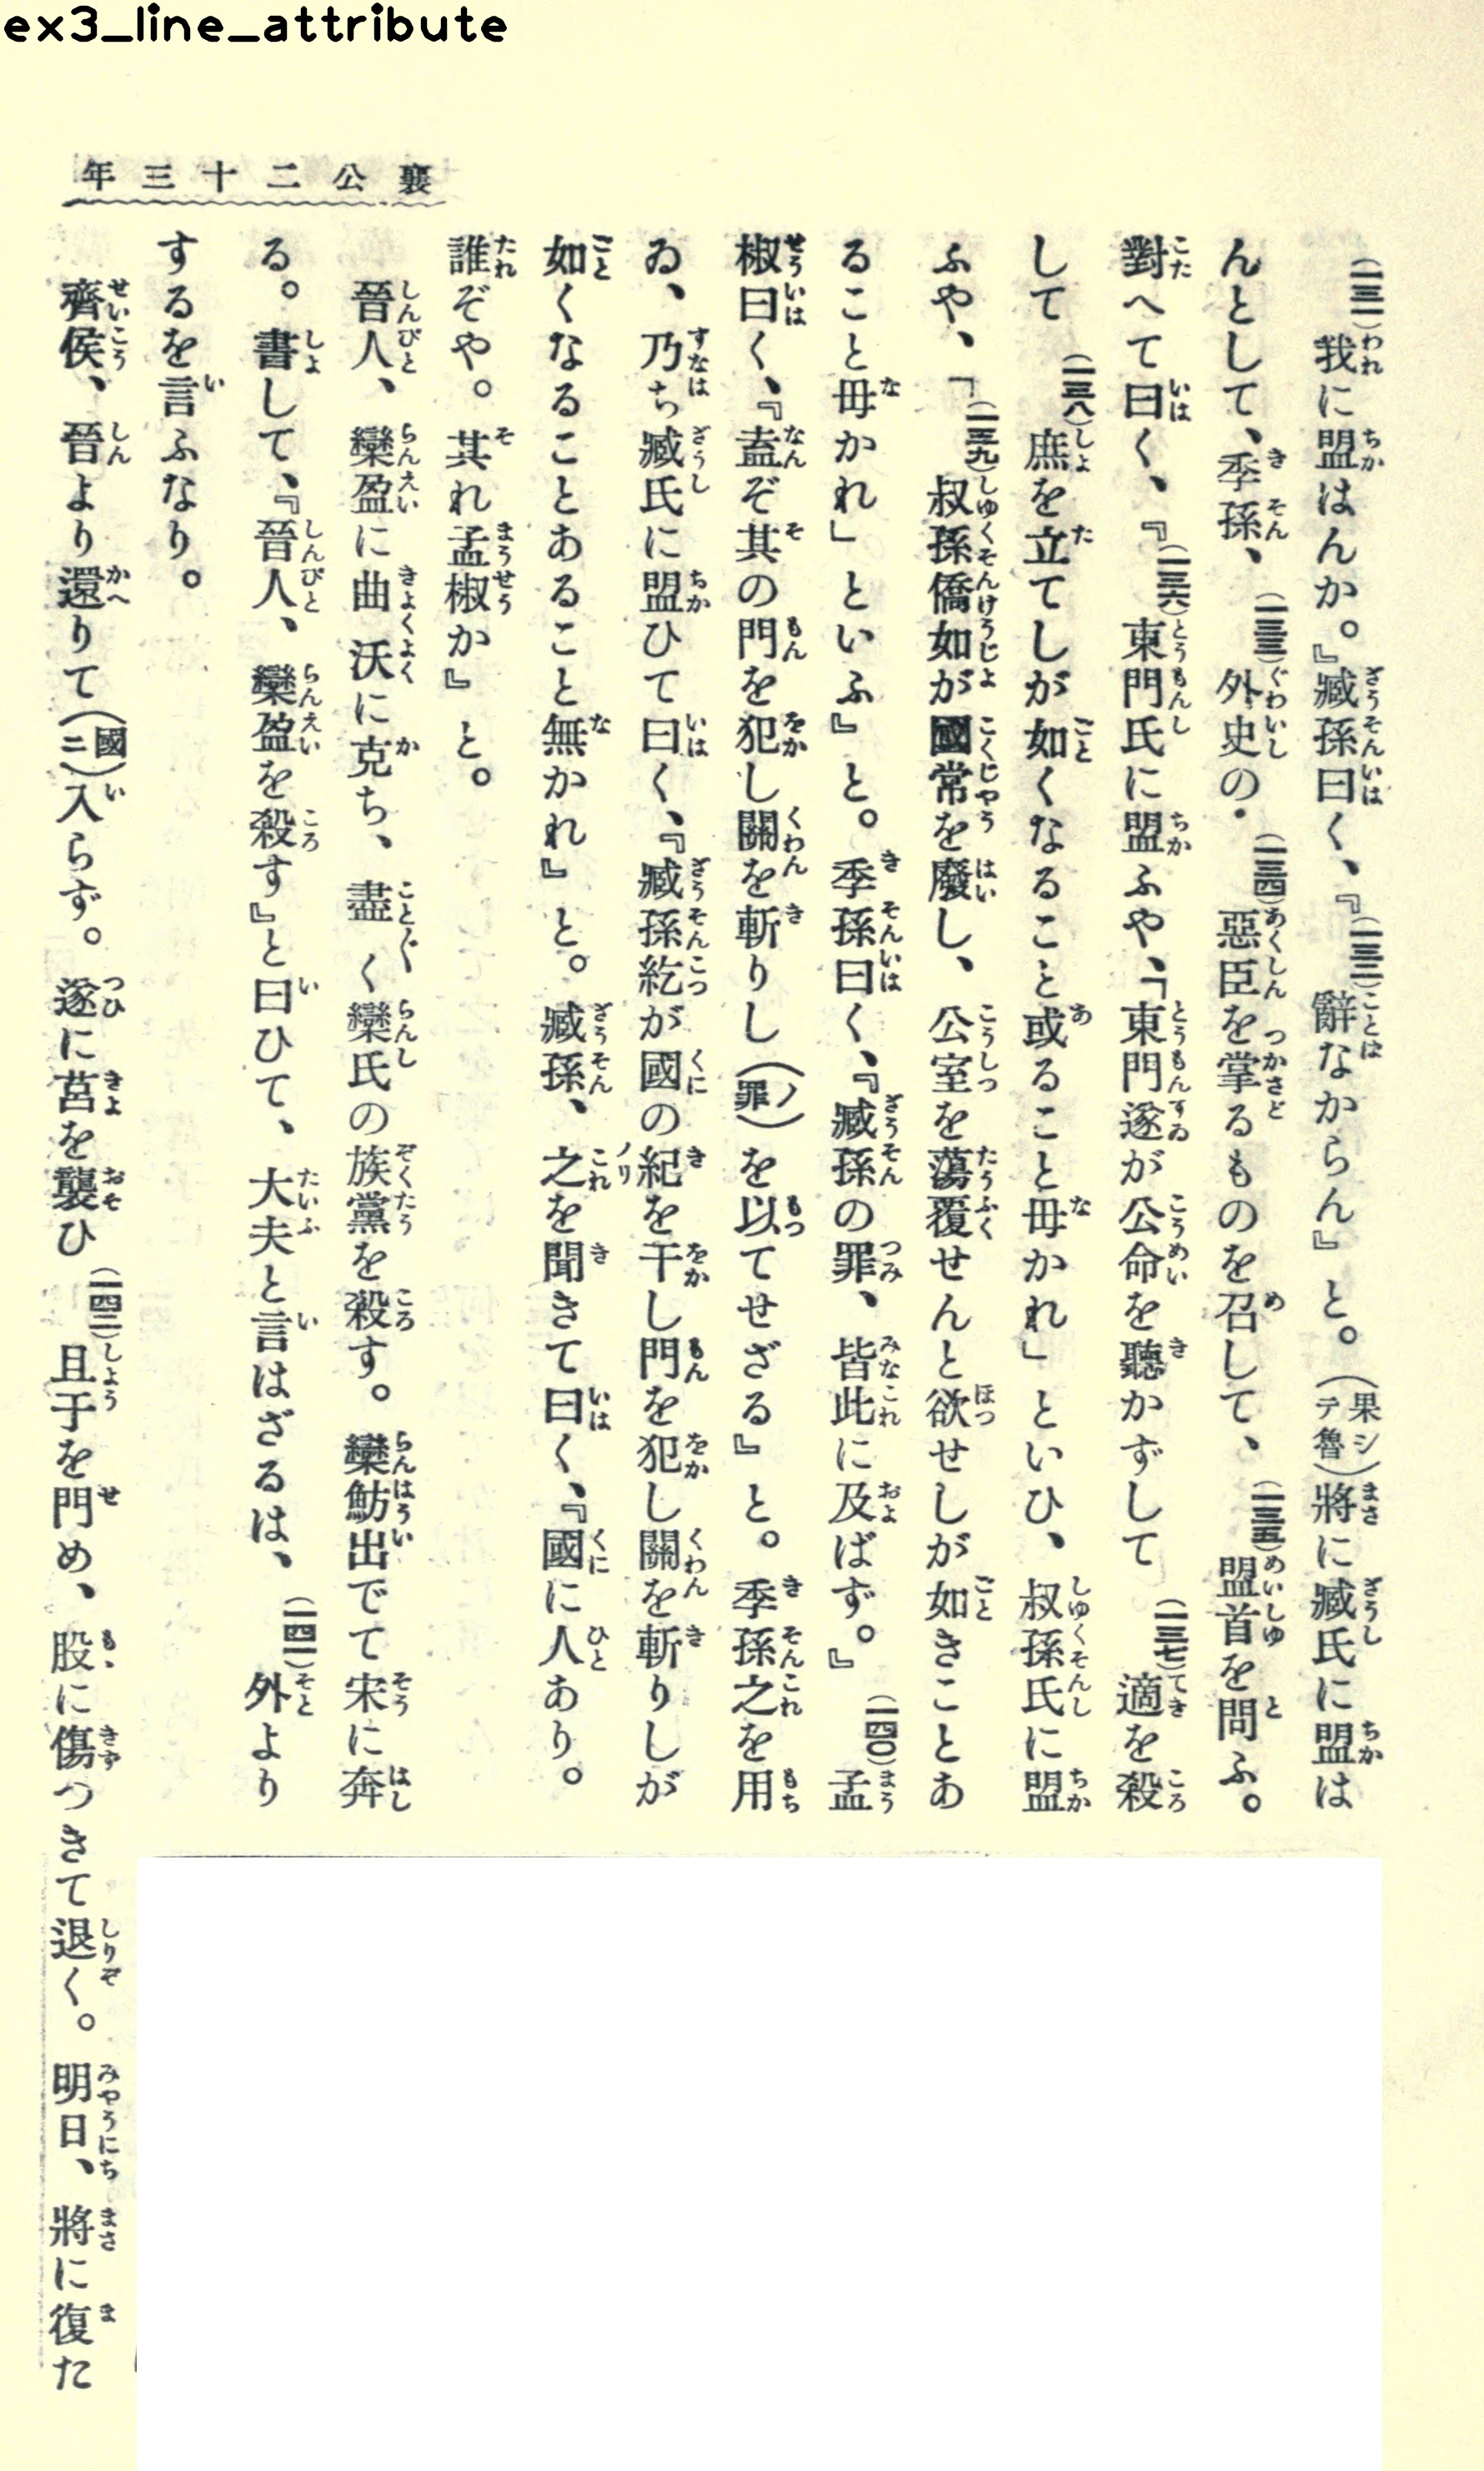 ex3_line_attribute
襄公二十三年
(一三一)我に盟はんか。』臧孫曰く、『(一三二)辭なからん』と。(果シテ魯)將に臧氏に盟は
んとして、季孫、(一三三)外史の(一三四)惡臣を掌るものを召して、(一三五)盟首を問ふ。
對へて曰く、『(一三六)東門氏に盟ふや、「東門遂が公命を聽かずして(一三七)適を殺
して(一三八)庶を立てしが如くなること或ること毋かれ」といひ、叔孫氏に盟
ふや、「(一三九)叔孫僑如が國常を廢し、公室を蕩覆せんと欲せしが如きことあ
ること毋かれ」といふ』と。季孫曰く、『臧孫の罪、皆此に及ばず。』(一四〇)孟
椒曰く、『盍ぞ其の門を犯し關を斬りし(ノ罪)を以てせざる』と。季孫之を用
ゐ、乃ち臧氏に盟ひて曰く、『臧孫紇が國の紀を干し門を犯し關を斬りしが
如くなることあること無かれ』と。臧孫、之を聞きて曰く、『國に人あり。
誰ぞや。其れ孟椒か』と。
晉人、欒盈に曲沃に克ち、盡く欒氏の族黨を殺す。欒魴出でて宋に奔
る。書して、『晉人、欒盈を殺す』と曰ひて、大夫と言はざるは、(一四一)外より
するを言ふなり。
齊侯、晉より還りて(國ニ)入らず。遂に莒を襲ひ(一四二)且于を門め、股に傷つきて退く。明日、將に復た